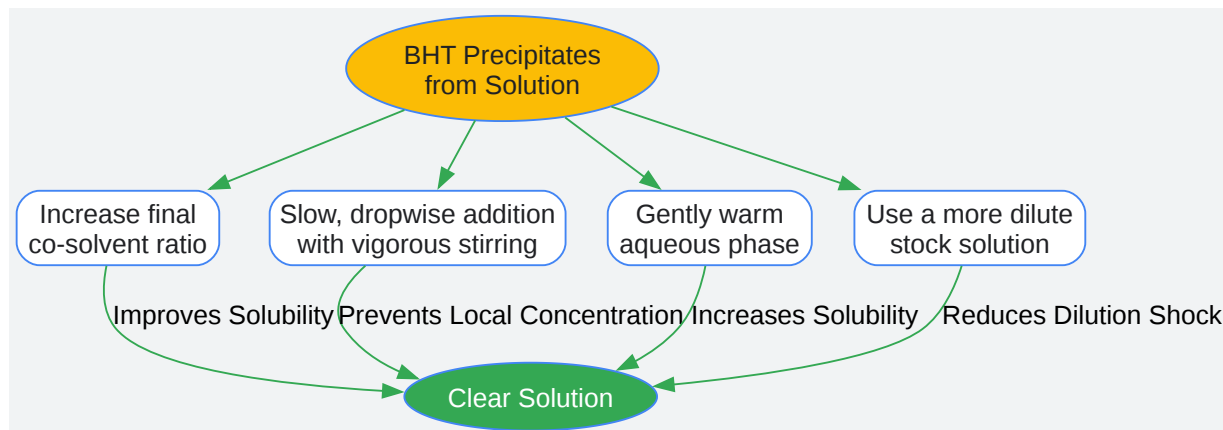 BHT Precipitates
from Solution
Increase final
co-solvent ratio
Slow, dropwise addition
with vigorous stirring
Gently warm
aqueous phase
Use a more dilute
stock solution
Improves Solubility
Prevents Local Concentration
Increases Solubility
Reduces Dilution Shock
Clear Solution